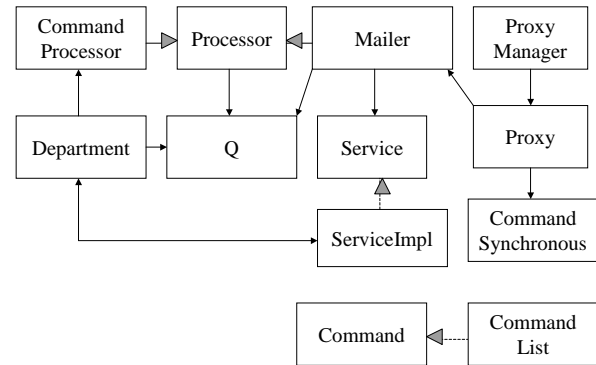 Command
Processor
Processor
Mailer
Proxy
Manager
Department
Q
Service
Proxy
ServiceImpl
Command
Synchronous
Command
Command
List